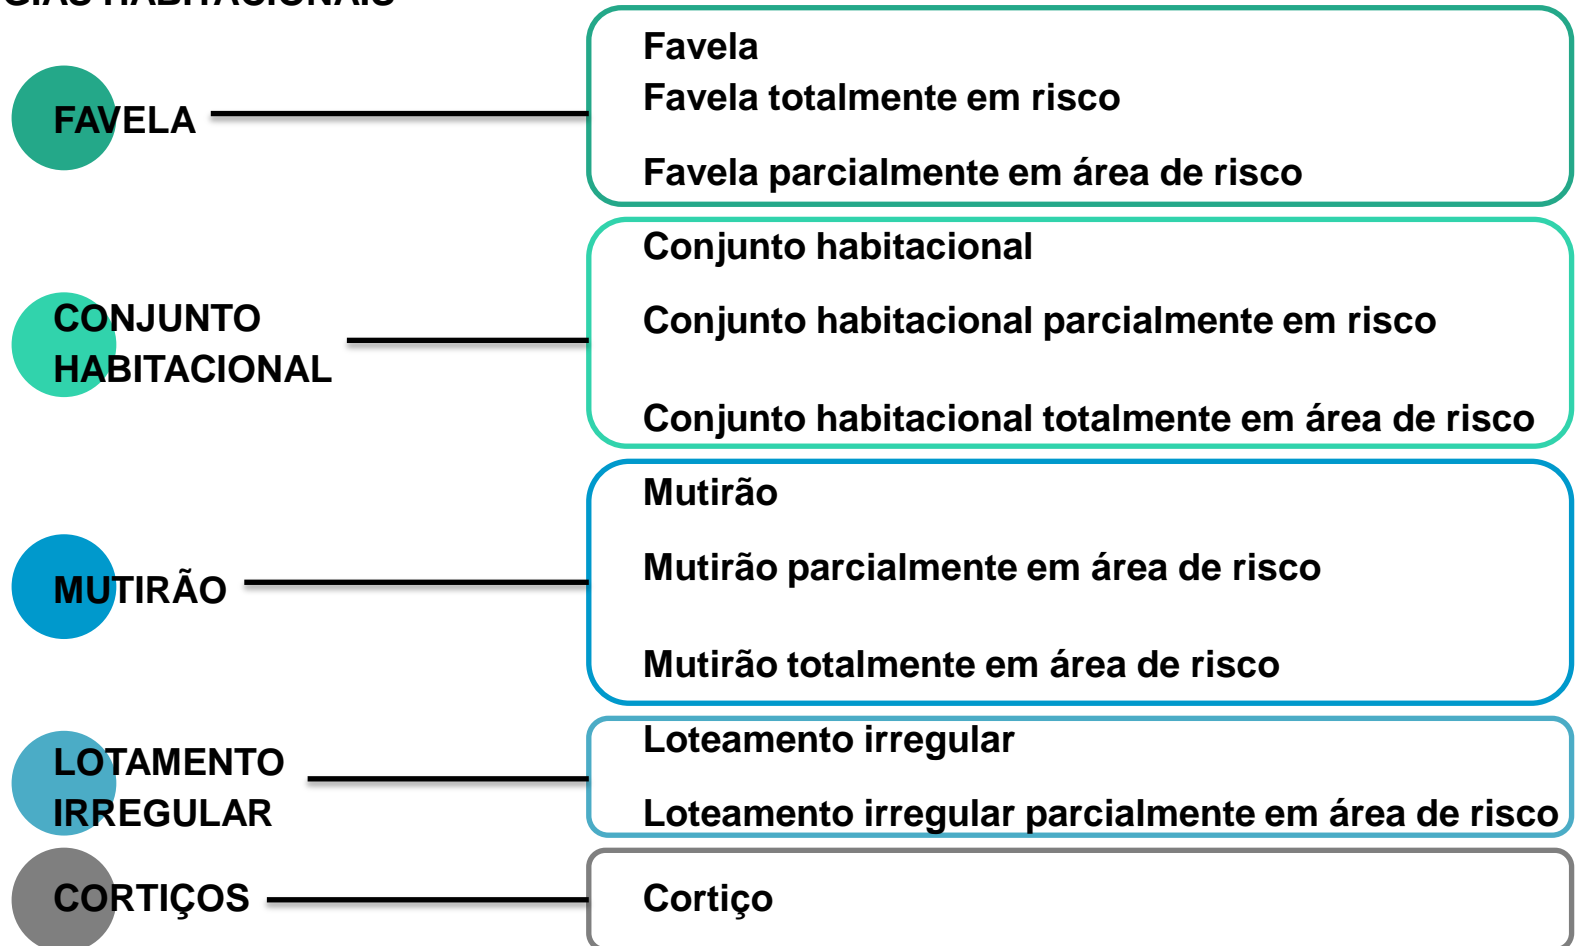 HABITACIONAIS
FAVELA
Favela
Favela totalmente em risco
Favela parcialmente em área de risco
CONJUNTO
HABITACIONAL
Conjunto habitacional
Conjunto habitacional parcialmente em risco
Conjunto habitacional totalmente em área de risco
MUTIRÃO
Mutirão
Mutirão parcialmente em área de risco
Mutirão totalmente em área de risco
LOTAMENTO
IRREGULAR
Loteamento irregular
Loteamento irregular parcialmente em área de risco
CORTIÇOS
Cortiço